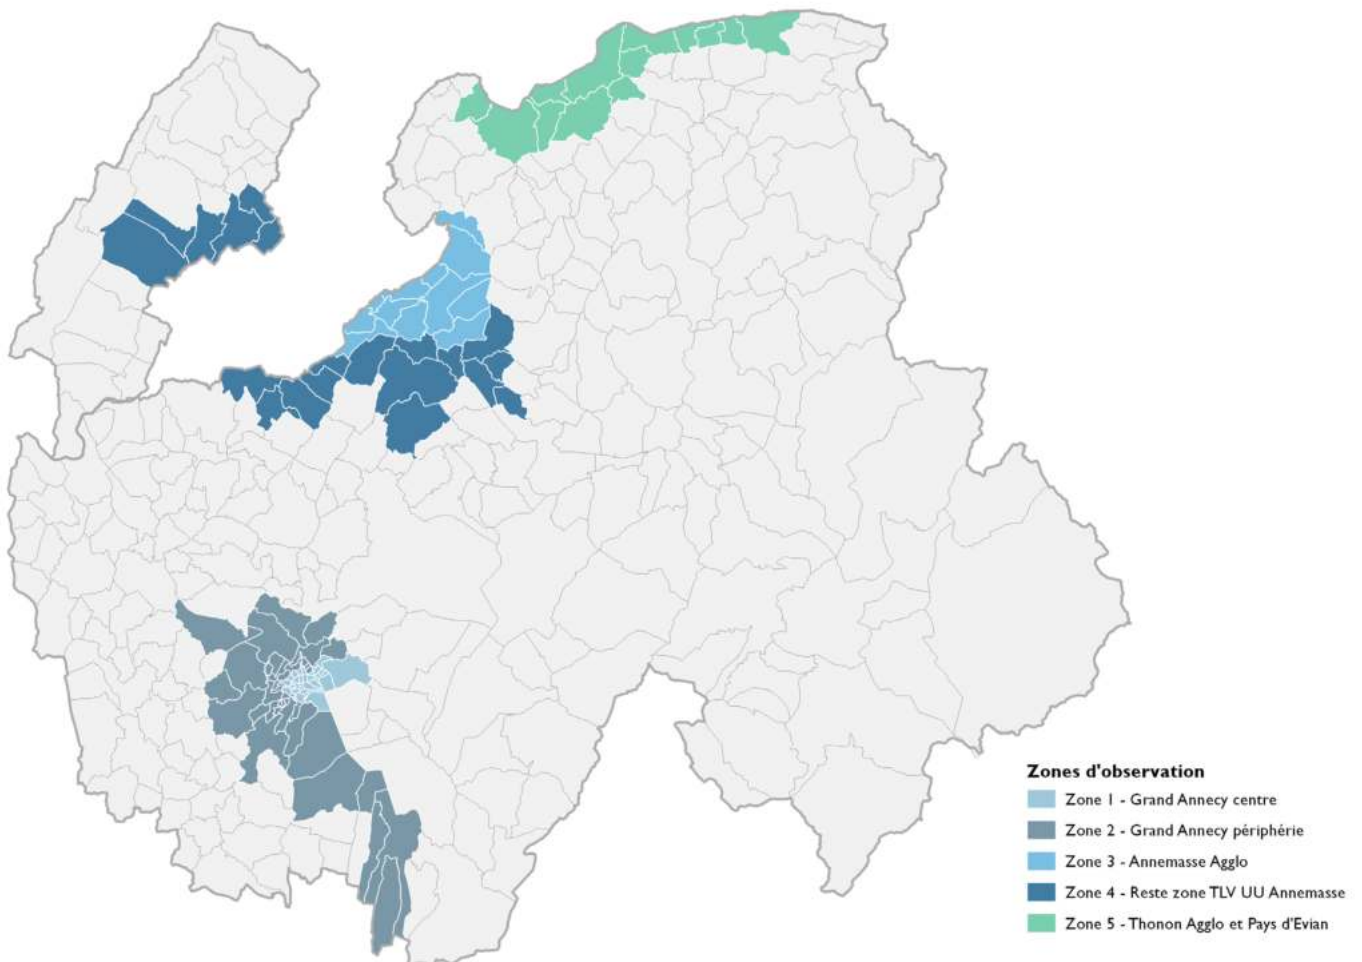 Zones d'observation
Zone 1 - Grand Annecy centre
Zone 2 - Grand Annecy périphérie
Zone 3 - Annemasse Agglo
Zone 4 - Reste zone TLV UU Annemasse
Zone 5 - Thonon Agglo et Pays d'Evian